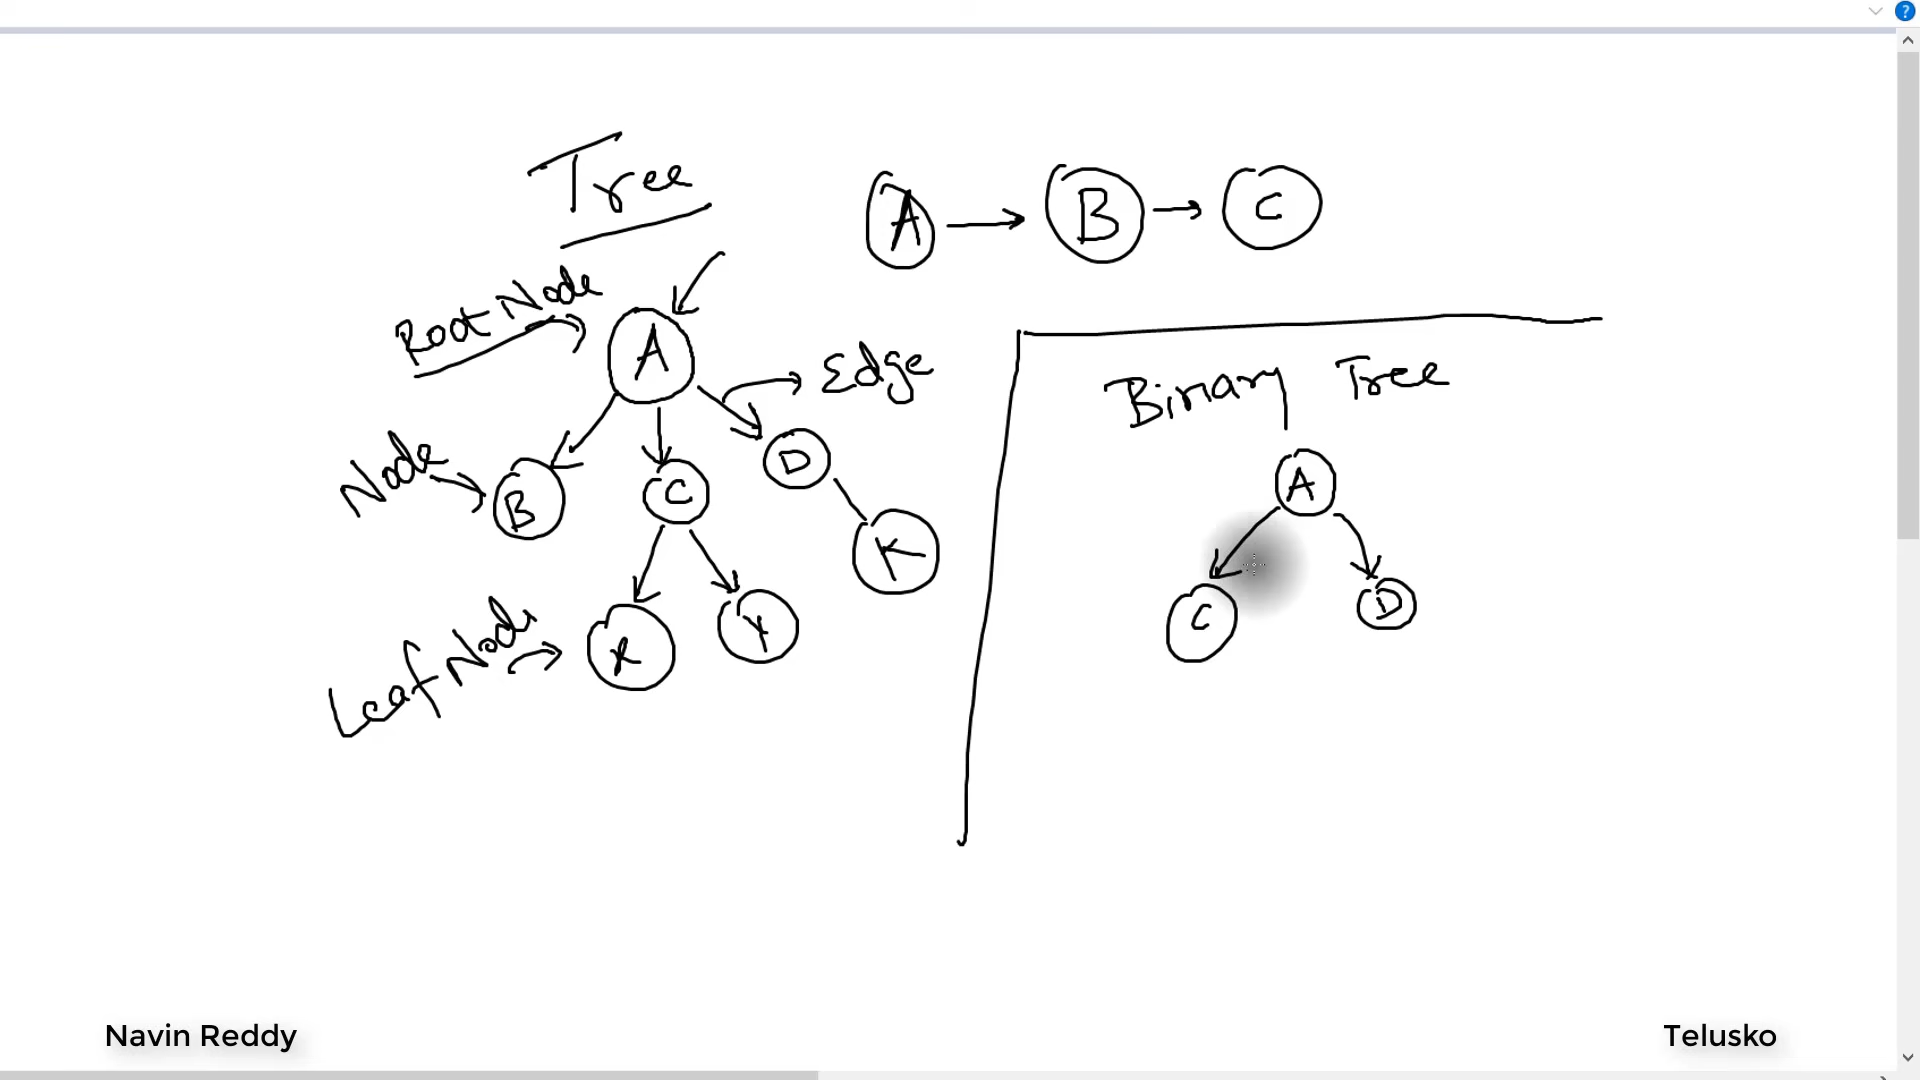 Tree
A B C
Root Node
A
Edge
Binary Tree
Node
B C D
A
K
Leaf Node
X Y
C D
Navin Reddy
Telusko
?